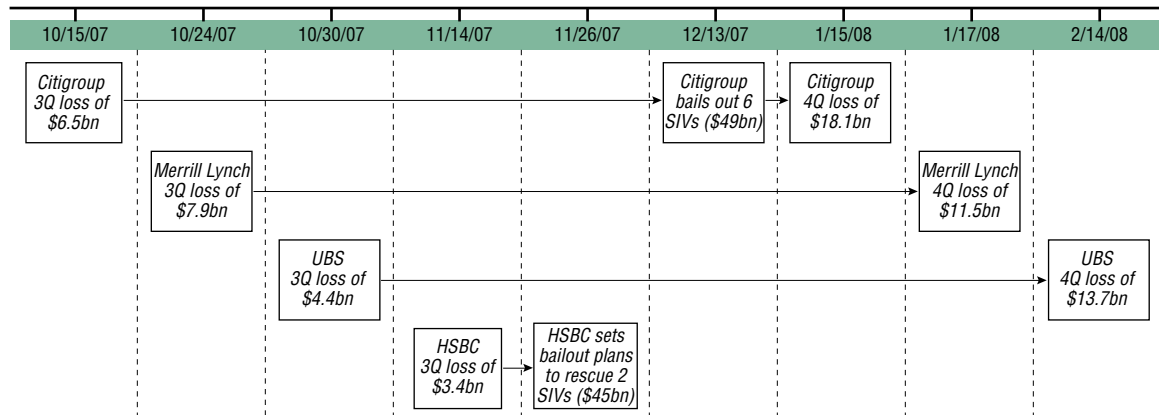 10/15/07
10/24/07
10/30/07
11/14/07
11/26/07
12/13/07
1/15/08
1/17/08
2/14/08
Citigroup
3Q loss of
$6.5bn
Citigroup
bails out 6
SIVs ($49bn)
Citigroup
4Q loss of
$18.1bn
Merrill Lynch
3Q loss of
$7.9bn
Merrill Lynch
4Q loss of
$11.5bn
UBS
3Q loss of
$4.4bn
UBS
4Q loss of
$13.7bn
HSBC
3Q loss of
$3.4bn
HSBC sets
bailout plans
to rescue 2
SIVs ($45bn)